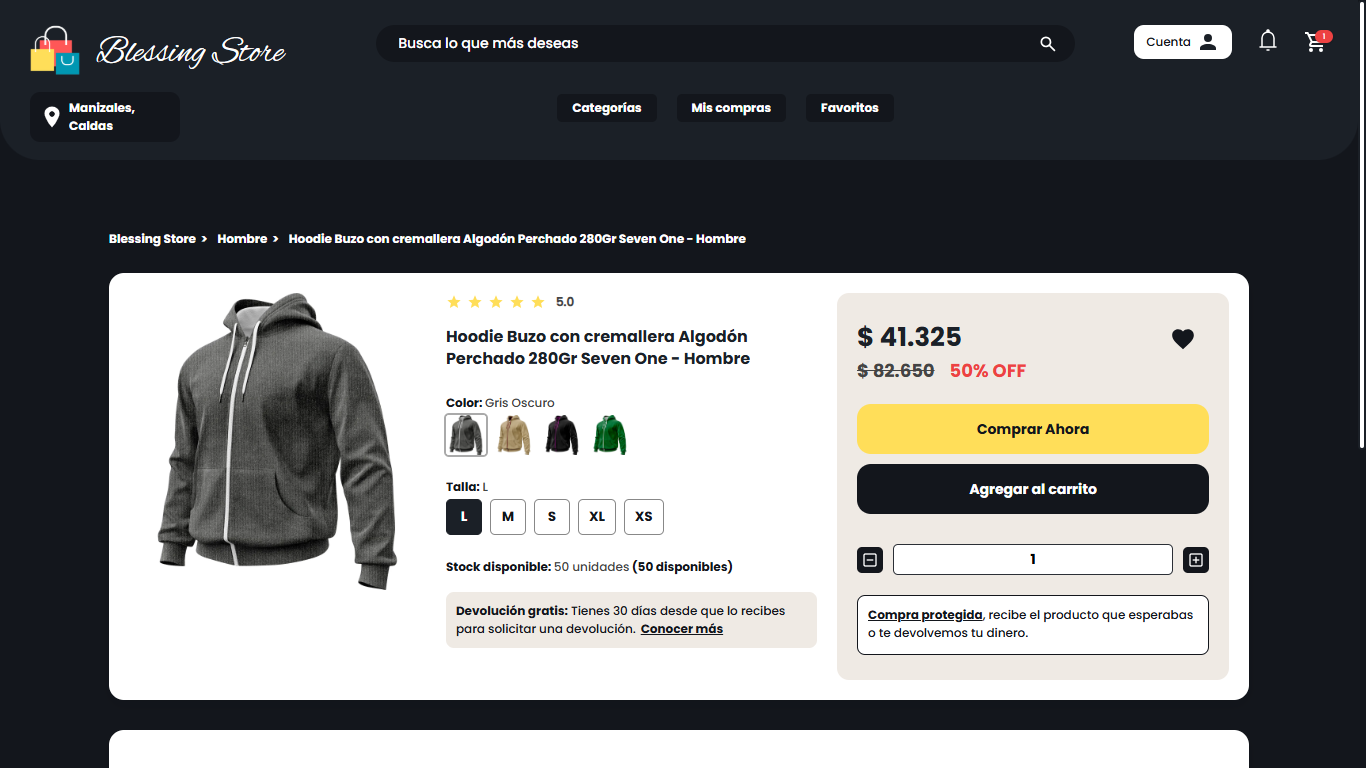 Blessing Store
Busca lo que más deseas
Cuenta
1
Manizales,
Caldas
Categorías
Mis compras
Favoritos
Blessing Store > Hombre > Hoodie Buzo con cremallera Algodón Perchado 280Gr Seven One - Hombre
5.0
Hoodie Buzo con cremallera Algodón
Perchado 280Gr Seven One - Hombre
Color: Gris Oscuro
Talla: L
L
M
S
XL
XS
Stock disponible: 50 unidades (50 disponibles)
Devolución gratis: Tienes 30 días desde que lo recibes
para solicitar una devolución. Conocer más
$ 41.325
$ 82.650 50% OFF
Comprar Ahora
Agregar al carrito
1
Compra protegida, recibe el producto que esperabas
o te devolvemos tu dinero.